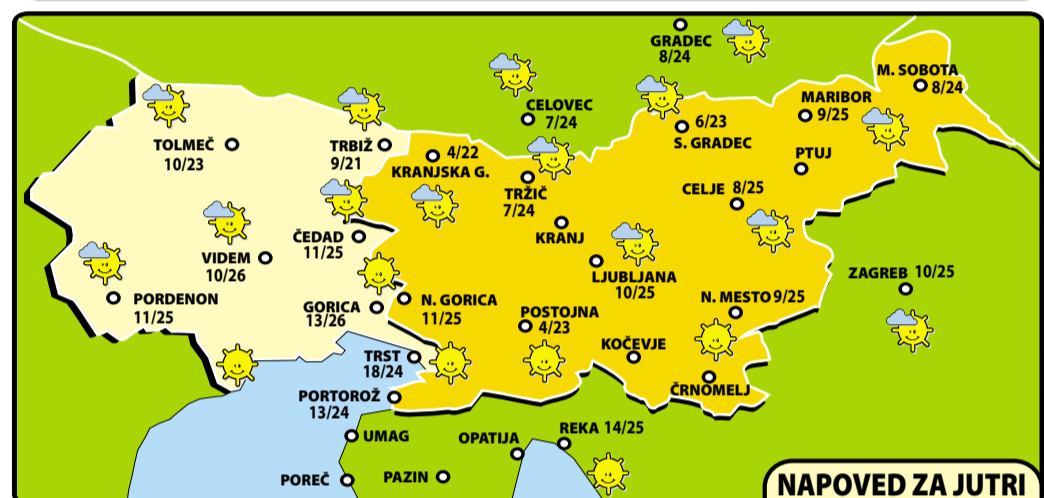 GRADEC
8/24
M. SOBOTA
8/24
CELOVEC
7/24
MARIBOR
9/25
6/23
S. GRADEC
TOLMEČ
10/23
TRBIŽ
9/21
4/22
KRANJSKA G.
PTUJ
TRŽIČ
7/24
CELJE 8/25
KRANJ
ČEDAD
11/25
VIDEM
10/26
LJUBLJANA
10/25
ZAGREB 10/25
PORDENON
11/25
GORICA
13/26
N. GORICA
11/25
POSTOJNA
4/23
N. MESTO 9/25
KOČEVJE
TRST
18/24
ČRNOMELJ
PORTOROŽ
13/24
UMAG
OPATIJA
REKA 14/25
POREČ
PAZIN
NAPOVED ZA JUTRI